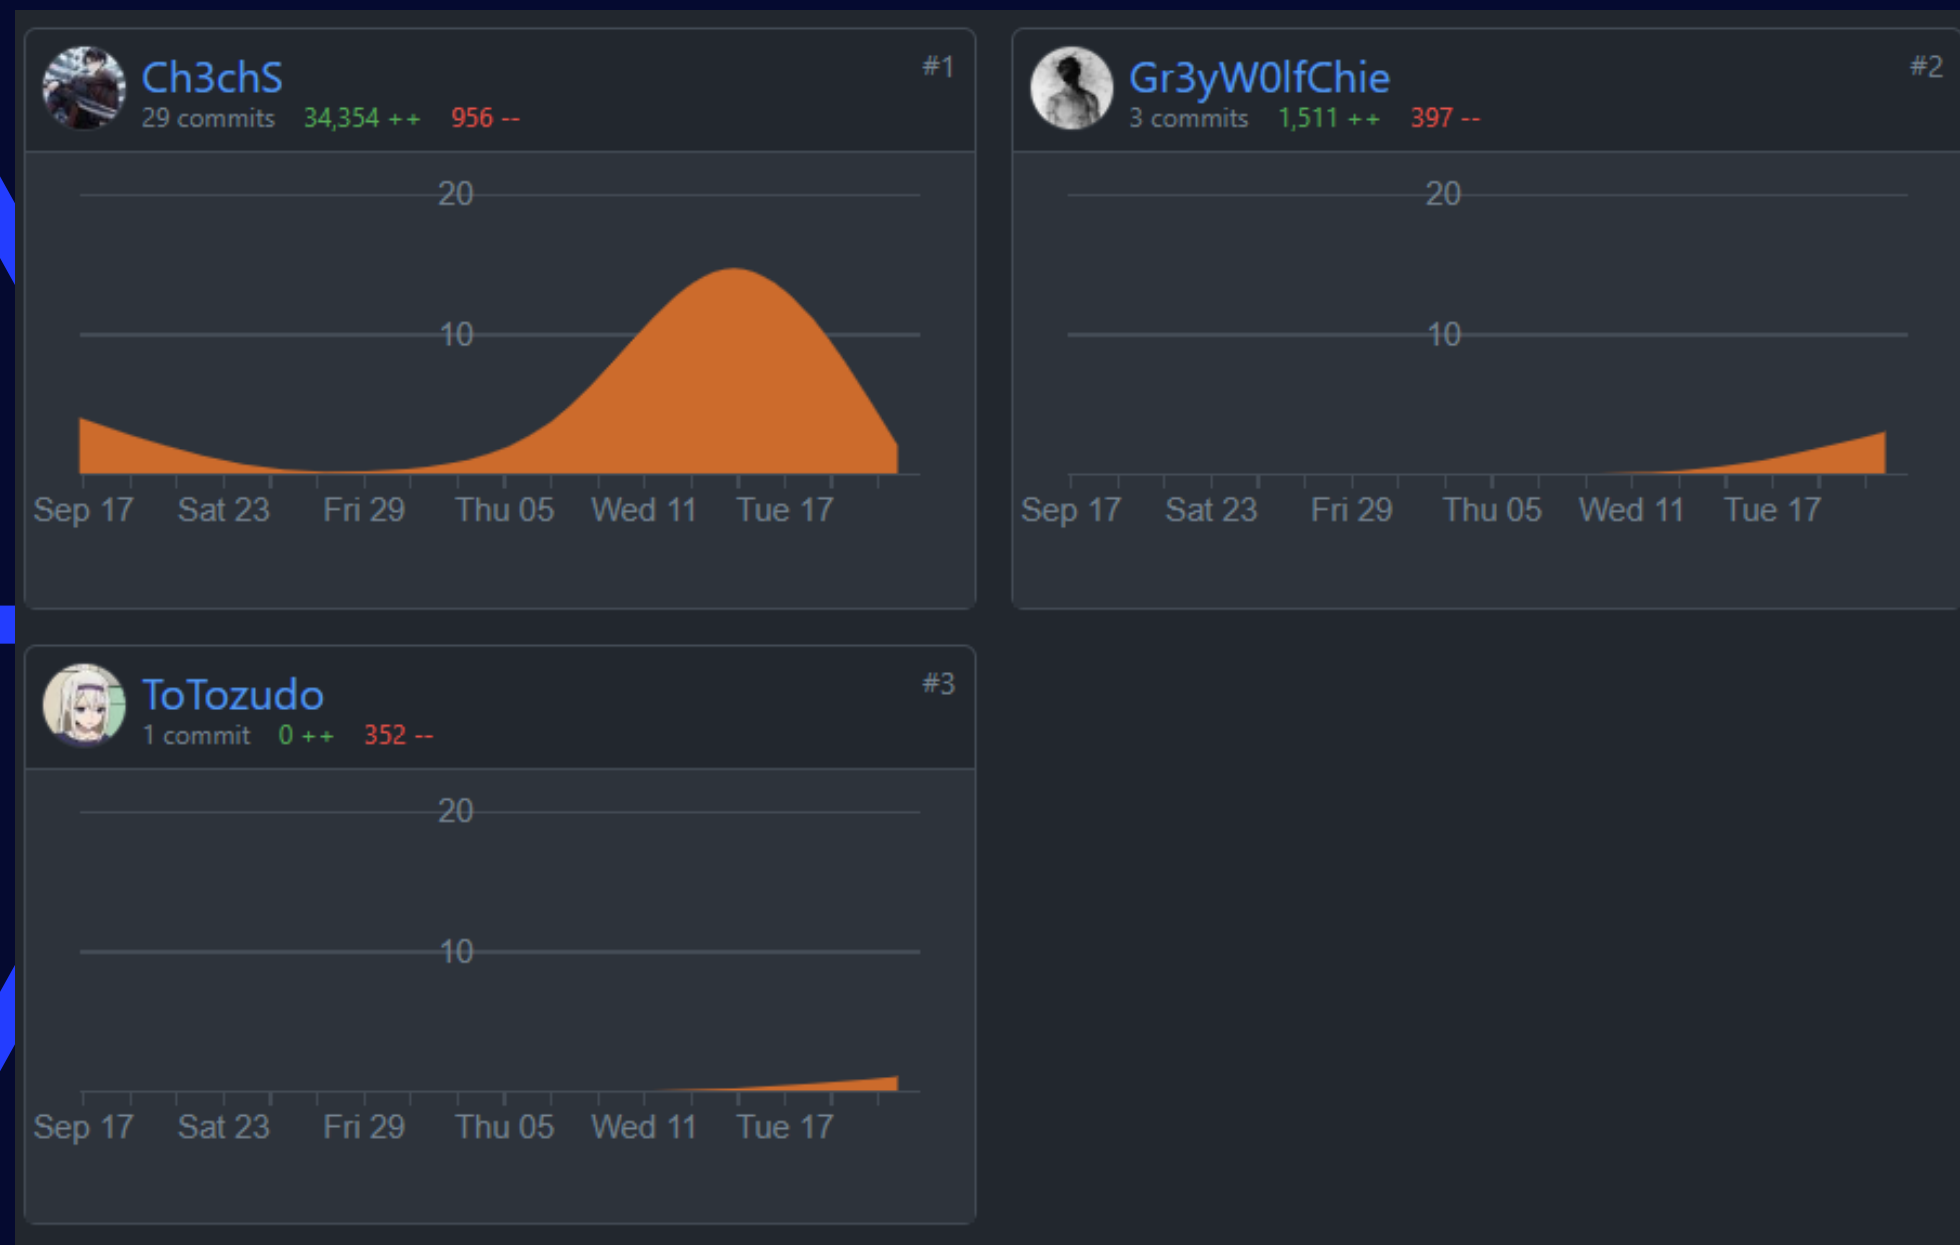 Ch3chS
#1
29 commits 34,354 ++ 956 --
20
10
Sep 17 Sat 23 Fri 29 Thu 05 Wed 11 Tue 17
Gr3yW0lfChie
#2
3 commits 1,511 ++ 397 --
20
10
Sep 17 Sat 23 Fri 29 Thu 05 Wed 11 Tue 17
ToTozudo
#3
1 commit 0 ++ 352 --
20
10
Sep 17 Sat 23 Fri 29 Thu 05 Wed 11 Tue 17